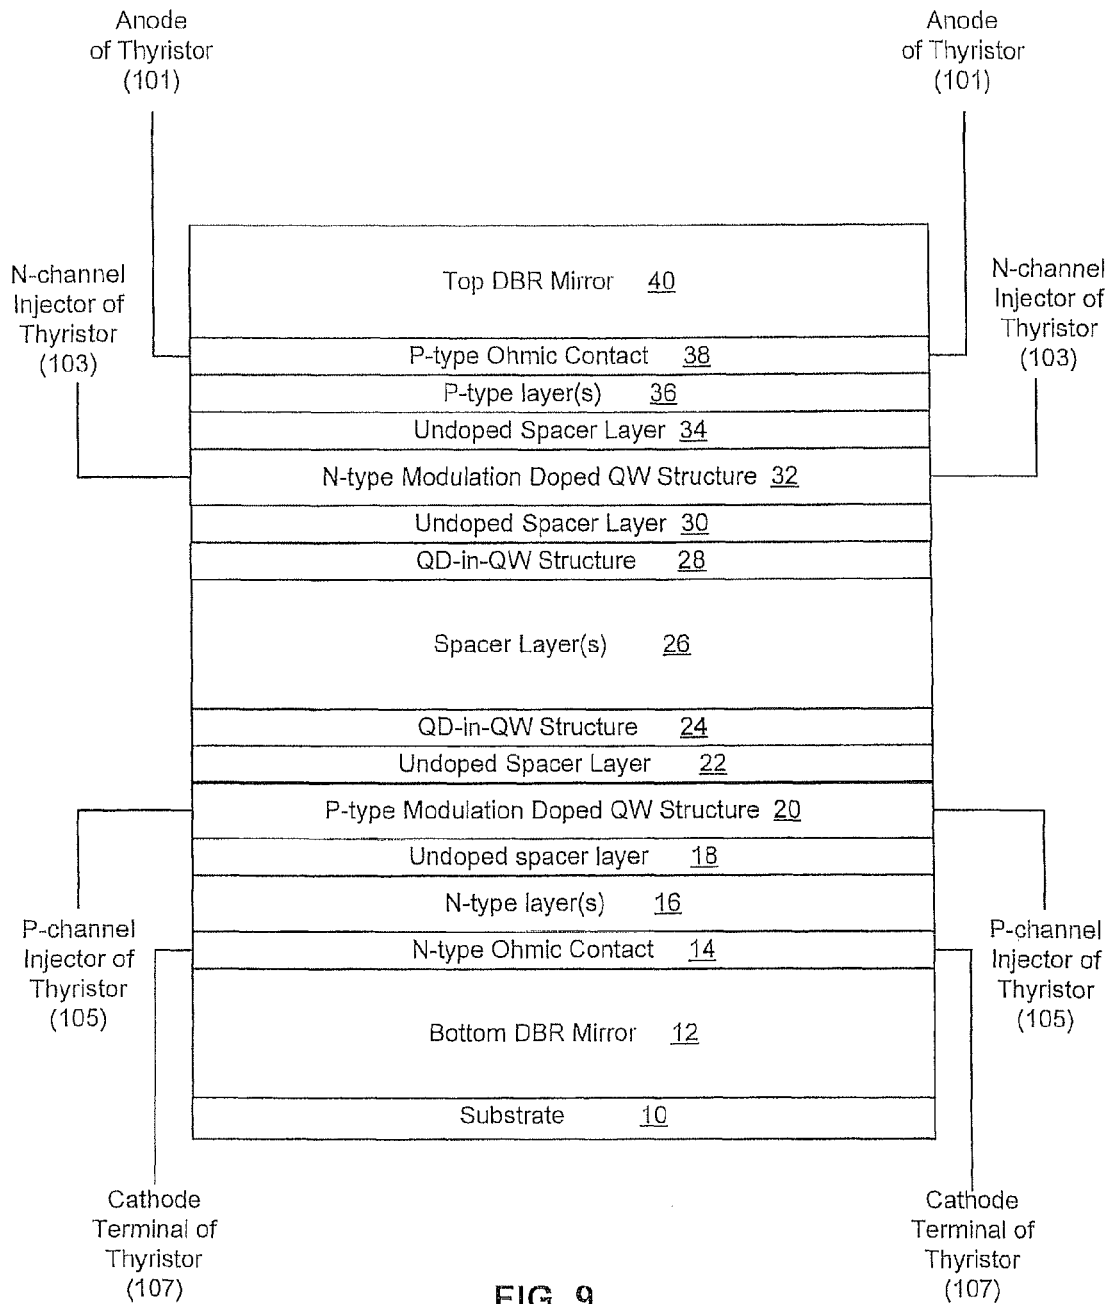 Anode
of Thyristor
(101)
Anode
of Thyristor
(101)
N-channel
Injector of
Thyristor
(103)
N-channel
Injector of
Thyristor
(103)
Top DBR Mirror 40
P-type Ohmic Contact 38
P-type layer(s) 36
Undoped Spacer Layer 34
N-type Modulation Doped QW Structure 32
Undoped Spacer Layer 30
QD-in-QW Structure 28
Spacer Layer(s) 26
QD-in-QW Structure 24
Undoped Spacer Layer 22
P-type Modulation Doped QW Structure 20
Undoped spacer layer 18
N-type layer(s) 16
N-type Ohmic Contact 14
Bottom DBR Mirror 12
Substrate 10
P-channel
Injector of
Thyristor
(105)
P-channel
Injector of
Thyristor
(105)
Cathode
Terminal of
Thyristor
(107)
Cathode
Terminal of
Thyristor
(107)
FIG. 9